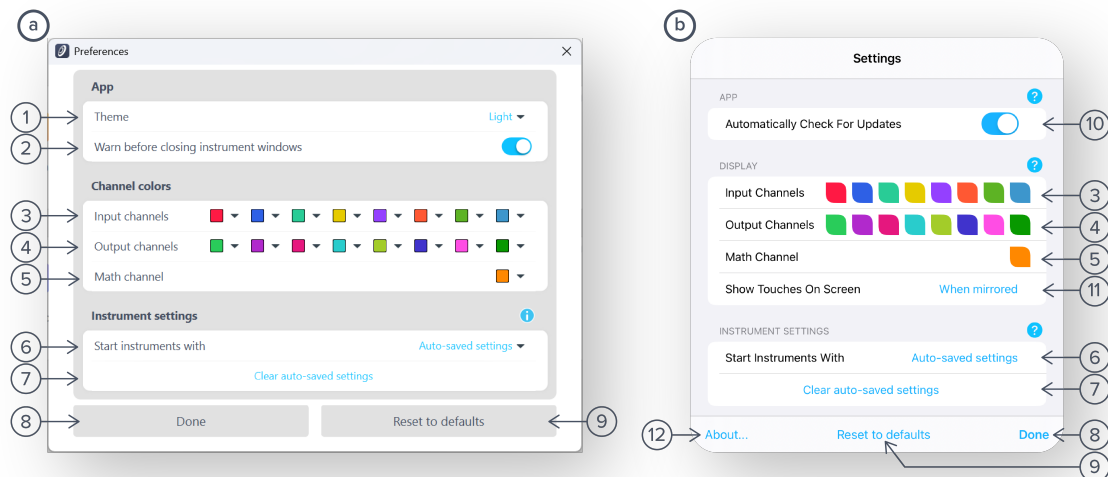 a
Preferences
App
1 Theme Light
2 Warn before closing instrument windows
Channel colors
3 Input channels
4 Output channels
5 Math channel
Instrument settings
6 Start instruments with Auto-saved settings
7 Clear auto-saved settings
8 Done Reset to defaults 9
b
Settings
APP ?
Automatically Check For Updates 10
DISPLAY ?
Input Channels 3
Output Channels 4
Math Channel 5
Show Touches On Screen When mirrored 11
INSTRUMENT SETTINGS ?
Start Instruments With Auto-saved settings 6
Clear auto-saved settings 7
12 About... Reset to defaults Done 8
9